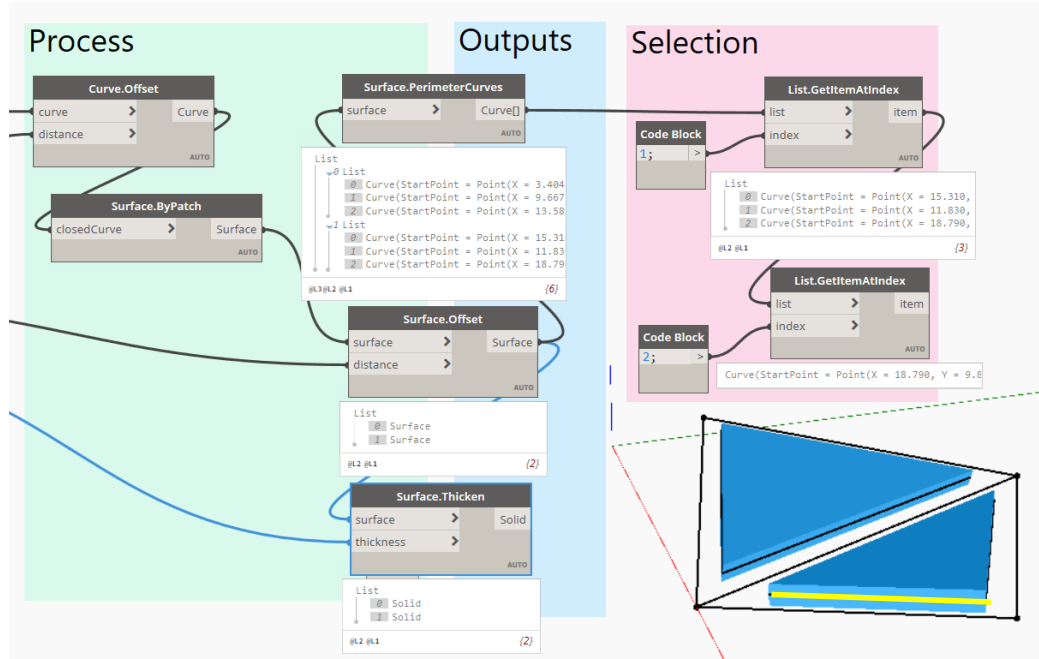 Process
Outputs
Selection
Curve.Offset
curve > Curve
distance >
AUTO
Surface.ByPatch
closedCurve > Surface
AUTO
Surface.PerimeterCurves
surface > Curve[]
AUTO
List
0 List
0 Curve(StartPoint = Point(X = 3.404
1 Curve(StartPoint = Point(X = 9.667
2 Curve(StartPoint = Point(X = 13.58
1 List
0 Curve(StartPoint = Point(X = 15.31
1 Curve(StartPoint = Point(X = 11.83
2 Curve(StartPoint = Point(X = 18.79
@L3 @L2 @L1 {6}
Surface.Offset
surface > Surface
distance >
AUTO
List
0 Surface
1 Surface
@L2 @L1 {2}
Surface.Thicken
surface > Solid
thickness >
AUTO
List
0 Solid
1 Solid
@L2 @L1 {2}
Code Block
1; >
List.GetItemAtIndex
list > item
index >
AUTO
List
0 Curve(StartPoint = Point(X = 15.310,
1 Curve(StartPoint = Point(X = 11.830,
2 Curve(StartPoint = Point(X = 18.790,
@L2 @L1 {3}
Code Block
2; >
List.GetItemAtIndex
list > item
index >
AUTO
Curve(StartPoint = Point(X = 18.790, Y = 9.8